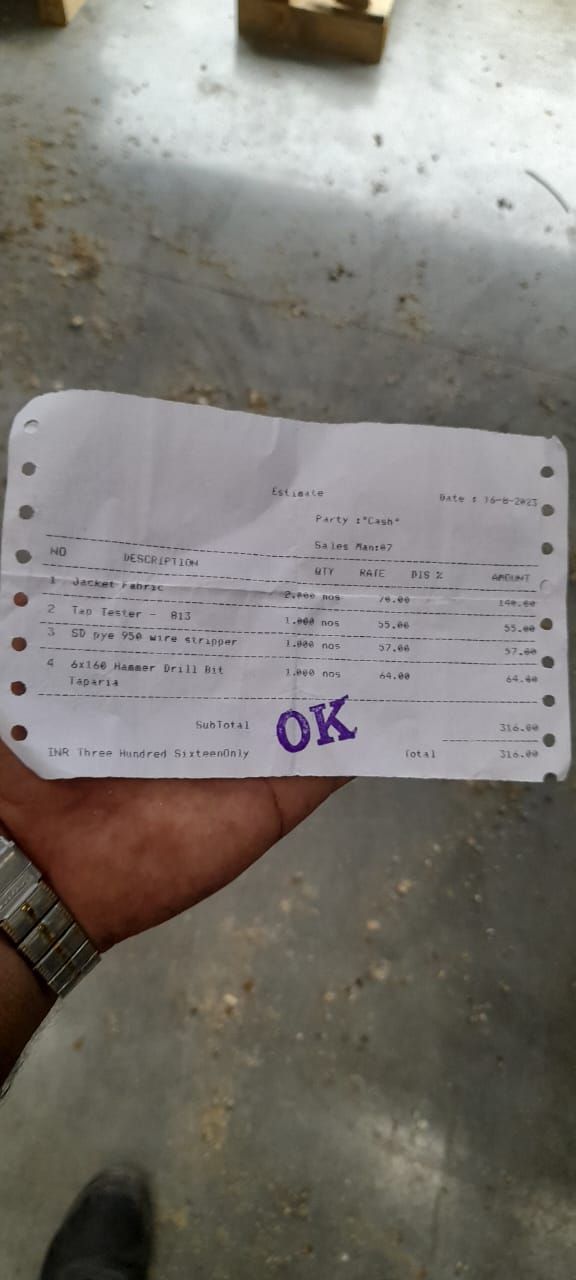 Estimate
Date : 16-8-2023
Party :"Cash"
Sales Man:07
NO DESCRIPTION QTY RATE DIS % AMOUNT
1 Jacket Fabric 2.000 nos 70.00 140.00
2 Tap Tester - 813 1.000 nos 55.00 55.00
3 SD pye 950 wire stripper 1.000 nos 57.00 57.00
4 6x160 Hammer Drill Bit 1.000 nos 64.00 64.00
Taparia
SubTotal 316.00
OK
INR Three Hundred SixteenOnly Total 316.00